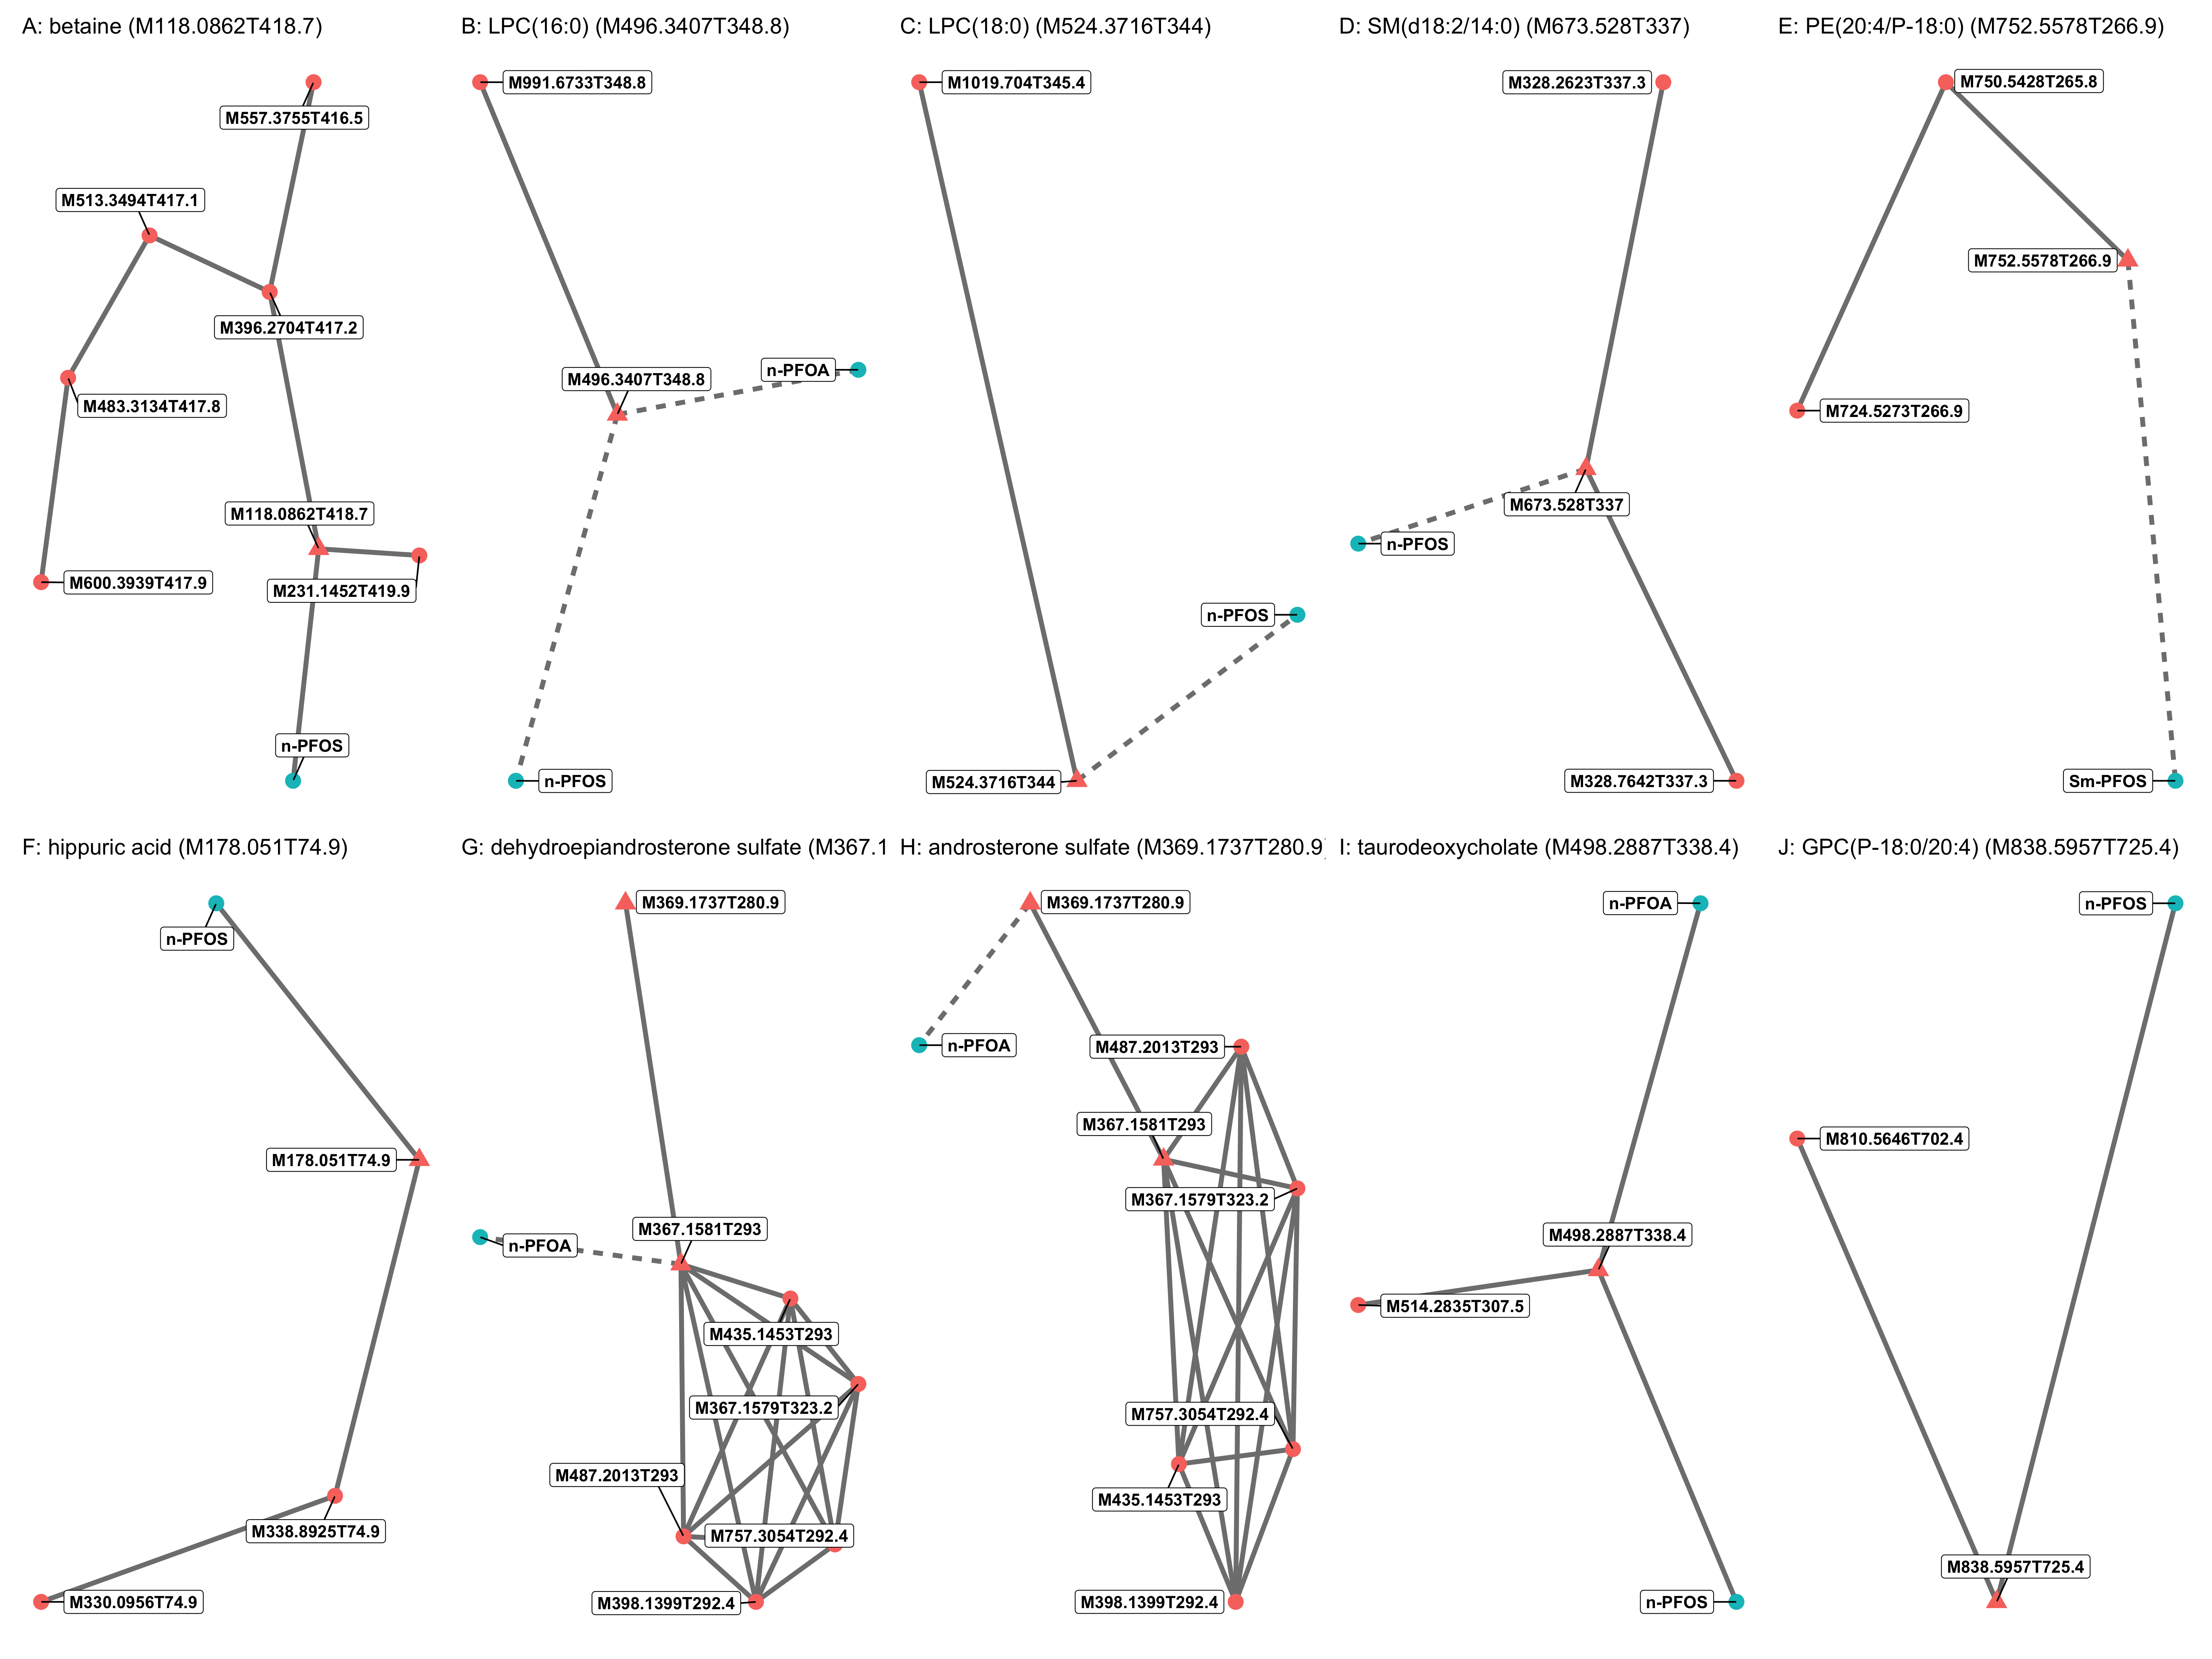 A: betaine (M118.0862T418.7)
M557.3755T416.5
M513.3494T417.1
M396.2704T417.2
M483.3134T417.8
M118.0862T418.7
M600.3939T417.9
M231.1452T419.9
n-PFOS
B: LPC(16:0) (M496.3407T348.8)
M991.6733T348.8
n-PFOA
M496.3407T348.8
n-PFOS
C: LPC(18:0) (M524.3716T344)
M1019.704T345.4
n-PFOS
M524.3716T344
D: SM(d18:2/14:0) (M673.528T337)
M328.2623T337.3
M673.528T337
n-PFOS
M328.7642T337.3
E: PE(20:4/P-18:0) (M752.5578T266.9)
M750.5428T265.8
M752.5578T266.9
M724.5273T266.9
Sm-PFOS
F: hippuric acid (M178.051T74.9)
n-PFOS
M178.051T74.9
M338.8925T74.9
M330.0956T74.9
G: dehydroepiandrosterone sulfate (M367.1
M369.1737T280.9
M367.1581T293
n-PFOA
M435.1453T293
M367.1579T323.2
M487.2013T293
M757.3054T292.4
M398.1399T292.4
H: androsterone sulfate (M369.1737T280.9)
M369.1737T280.9
n-PFOA
M487.2013T293
M367.1581T293
M367.1579T323.2
M757.3054T292.4
M435.1453T293
M398.1399T292.4
I: taurodeoxycholate (M498.2887T338.4)
n-PFOA
M498.2887T338.4
M514.2835T307.5
n-PFOS
J: GPC(P-18:0/20:4) (M838.5957T725.4)
n-PFOS
M810.5646T702.4
M838.5957T725.4